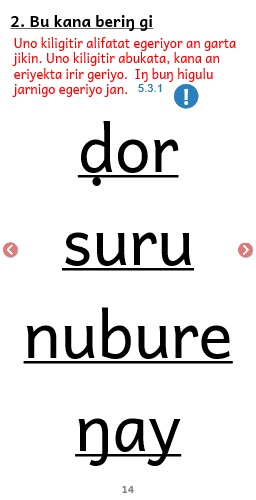 2. Bu kana beriŋ gi
Uno kiligitir alifatat egeriyor an garta
jikin. Uno kiligitir abukata, kana an
eriyekta irir geriyo. Iŋ buŋ higulu
jarnigo egeriyo jan. 5.3.1 !
ḍor
suru
nubure
ŋay
14